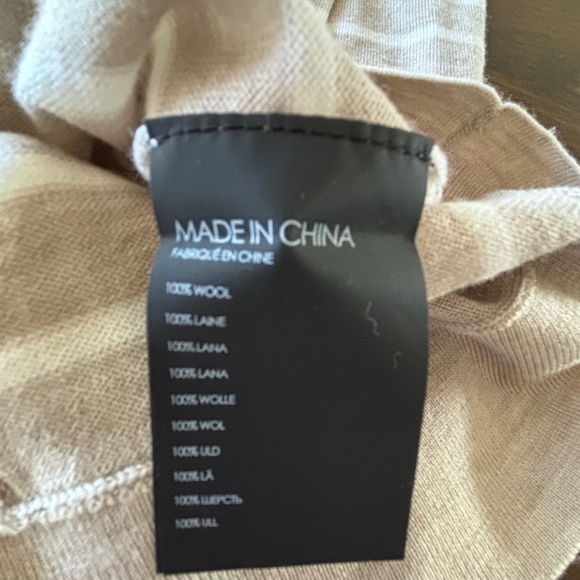 MADE IN CHINA
FABRIQUÉ EN CHINE
100% WOOL
100% LAINE
100% LANA
100% LANA
100% WOLLE
100% WOL
100% ULD
100% LÃ
100% ШЕРСТЬ
100% ULL